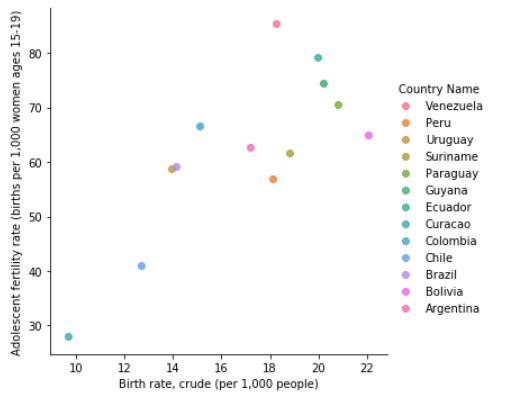 Adolescent fertility rate (births per 1,000 women ages 15-19)
80
70
60
50
40
30
10
12
14
16
18
20
22
Birth rate, crude (per 1,000 people)
Country Name
Venezuela
Peru
Uruguay
Suriname
Paraguay
Guyana
Ecuador
Curacao
Colombia
Chile
Brazil
Bolivia
Argentina